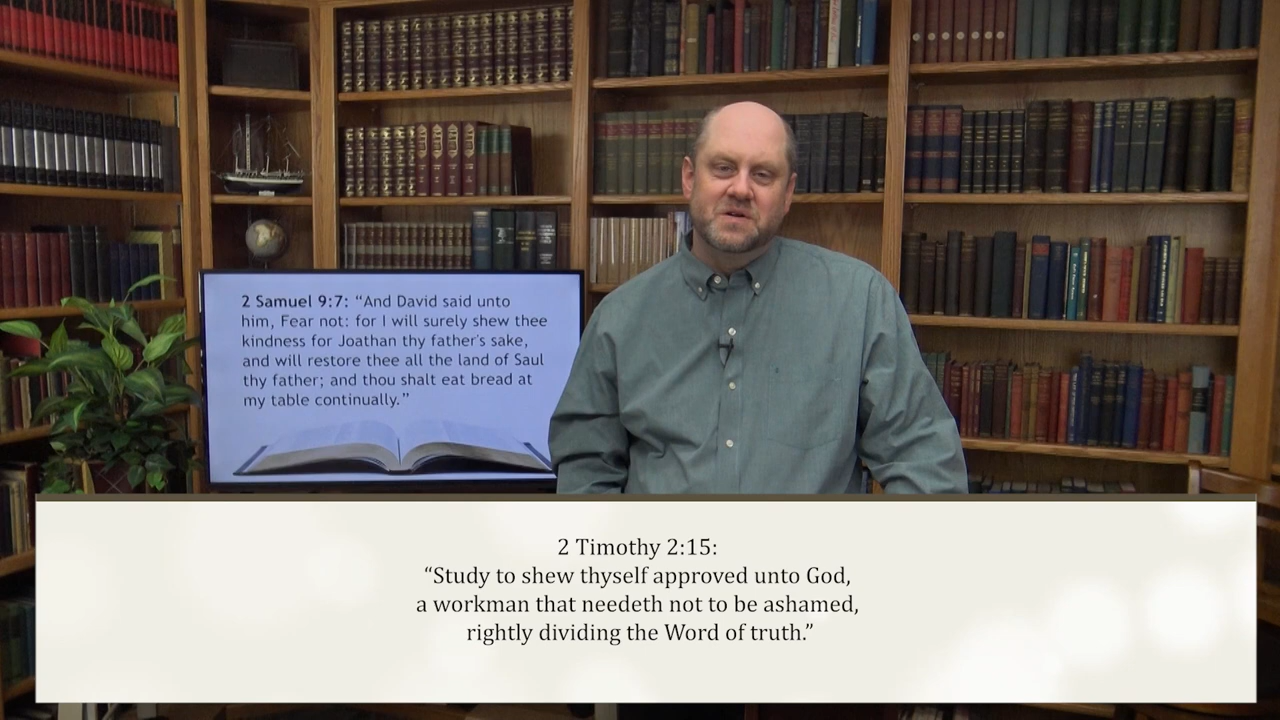 2 Samuel 9:7: “And David said unto
him, Fear not: for I will surely shew thee
kindness for Joathan thy father's sake,
and will restore thee all the land of Saul
thy father; and thou shalt eat bread at
my table continually.”
2 Timothy 2:15:
“Study to shew thyself approved unto God,
a workman that needeth not to be ashamed,
rightly dividing the Word of truth.”